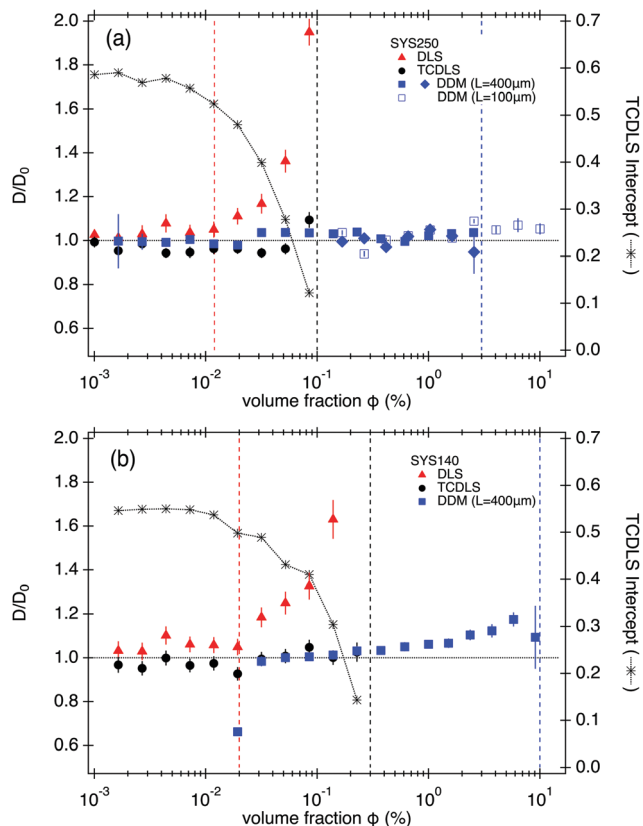 (a)
SYS250
DLS
TCDLS
DDM (L=400μm)
DDM (L=100μm)
2.0
1.8
1.6
1.4
1.2
1.0
0.8
0.6
D/D0
0.7
0.6
0.5
0.4
0.3
0.2
0.1
0.0
TCDLS Intercept ( )
10-3 10-2 10-1 100 101
volume fraction ϕ (%)
(b)
SYS140
DLS
TCDLS
DDM (L=400μm)
2.0
1.8
1.6
1.4
1.2
1.0
0.8
0.6
D/D0
0.7
0.6
0.5
0.4
0.3
0.2
0.1
0.0
TCDLS Intercept ( )
10-3 10-2 10-1 100 101
volume fraction ϕ (%)